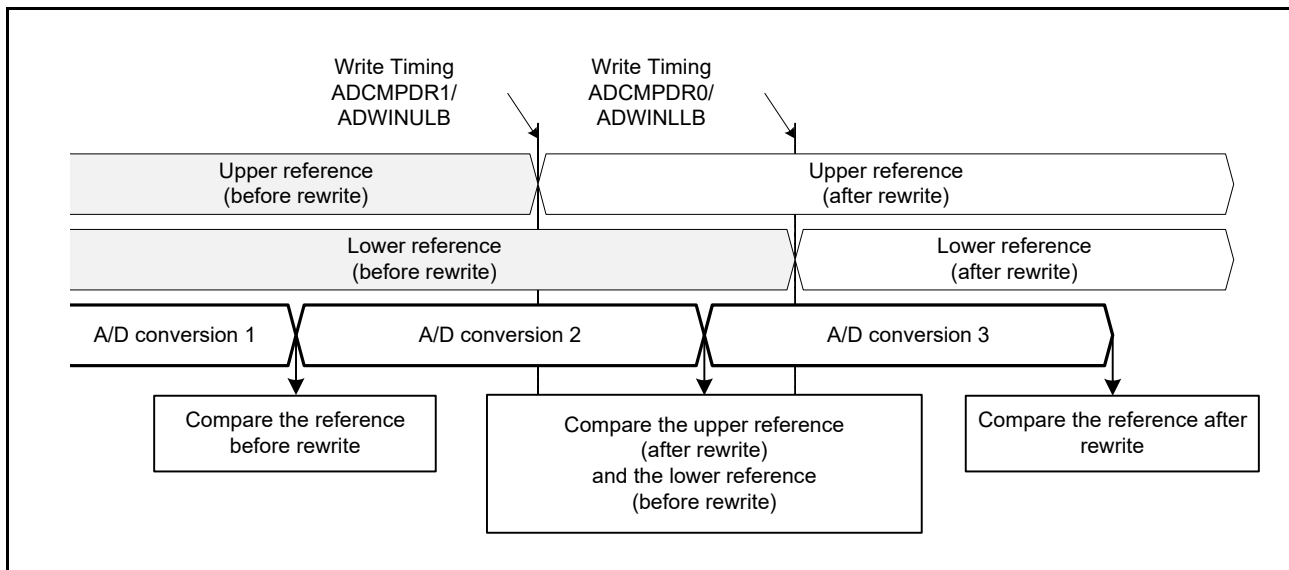 Write Timing
ADCMPDR1/
ADWINULB
Write Timing
ADCMPDR0/
ADWINLLB
Upper reference
(before rewrite)
Upper reference
(after rewrite)
Lower reference
(before rewrite)
Lower reference
(after rewrite)
A/D conversion 1
A/D conversion 2
A/D conversion 3
Compare the reference
before rewrite
Compare the upper reference
(after rewrite)
and the lower reference
(before rewrite)
Compare the reference after
rewrite